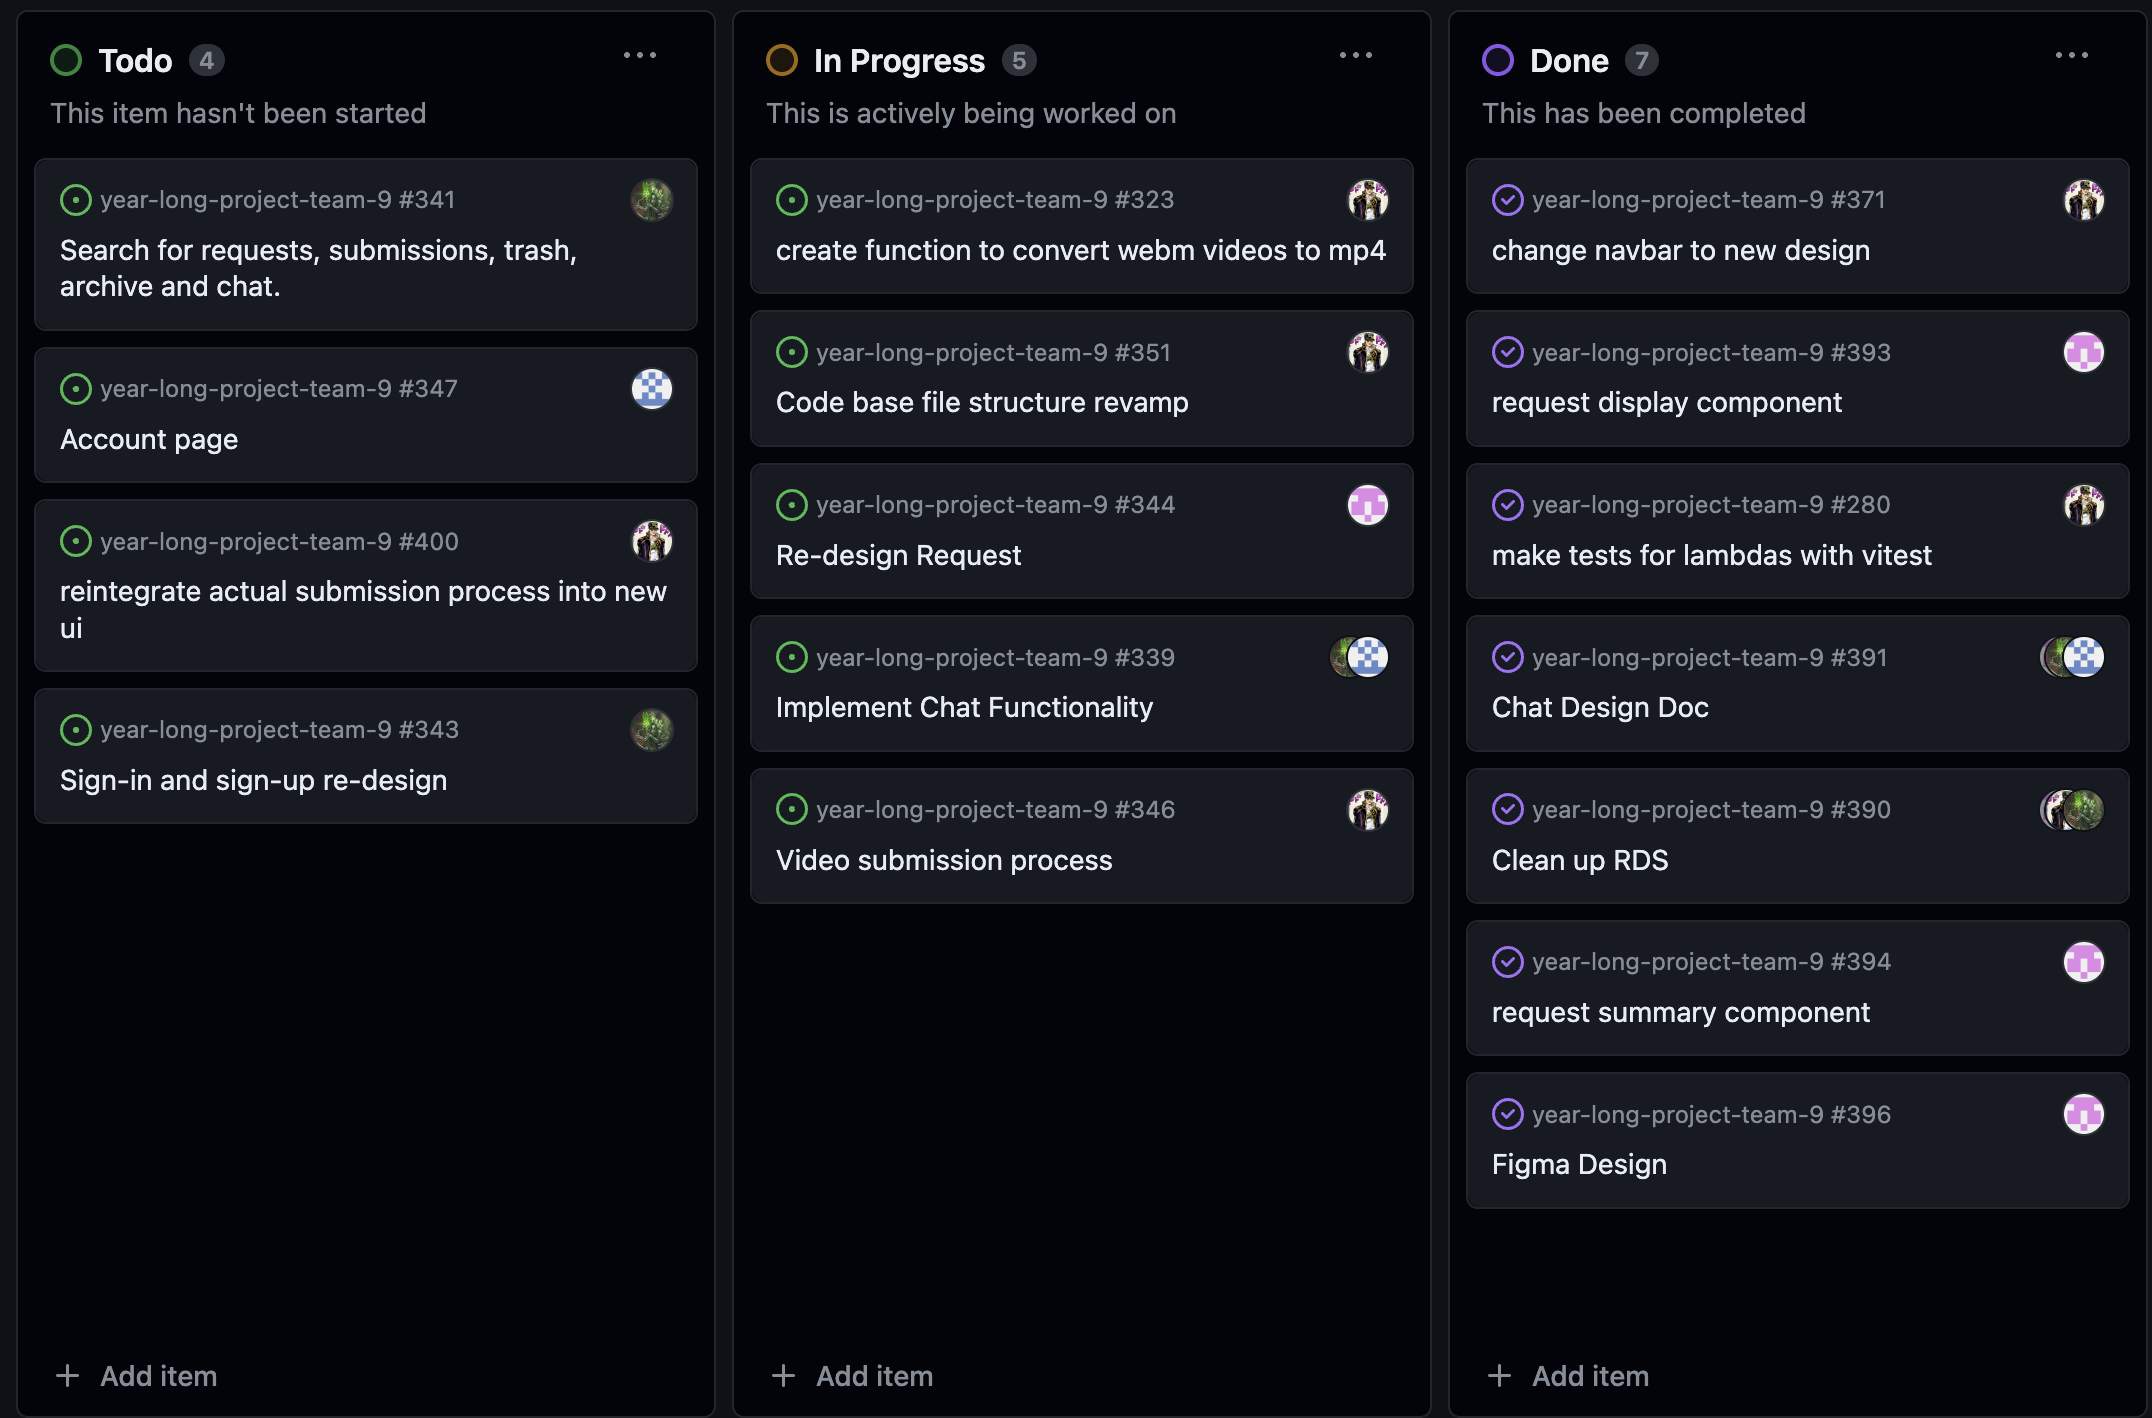 Todo 4
This item hasn't been started
year-long-project-team-9 #341
Search for requests, submissions, trash,
archive and chat.
year-long-project-team-9 #347
Account page
year-long-project-team-9 #400
reintegrate actual submission process into new
ui
year-long-project-team-9 #343
Sign-in and sign-up re-design
+ Add item
In Progress 5
This is actively being worked on
year-long-project-team-9 #323
create function to convert webm videos to mp4
year-long-project-team-9 #351
Code base file structure revamp
year-long-project-team-9 #344
Re-design Request
year-long-project-team-9 #339
Implement Chat Functionality
year-long-project-team-9 #346
Video submission process
+ Add item
Done 7
This has been completed
year-long-project-team-9 #371
change navbar to new design
year-long-project-team-9 #393
request display component
year-long-project-team-9 #280
make tests for lambdas with vitest
year-long-project-team-9 #391
Chat Design Doc
year-long-project-team-9 #390
Clean up RDS
year-long-project-team-9 #394
request summary component
year-long-project-team-9 #396
Figma Design
+ Add item